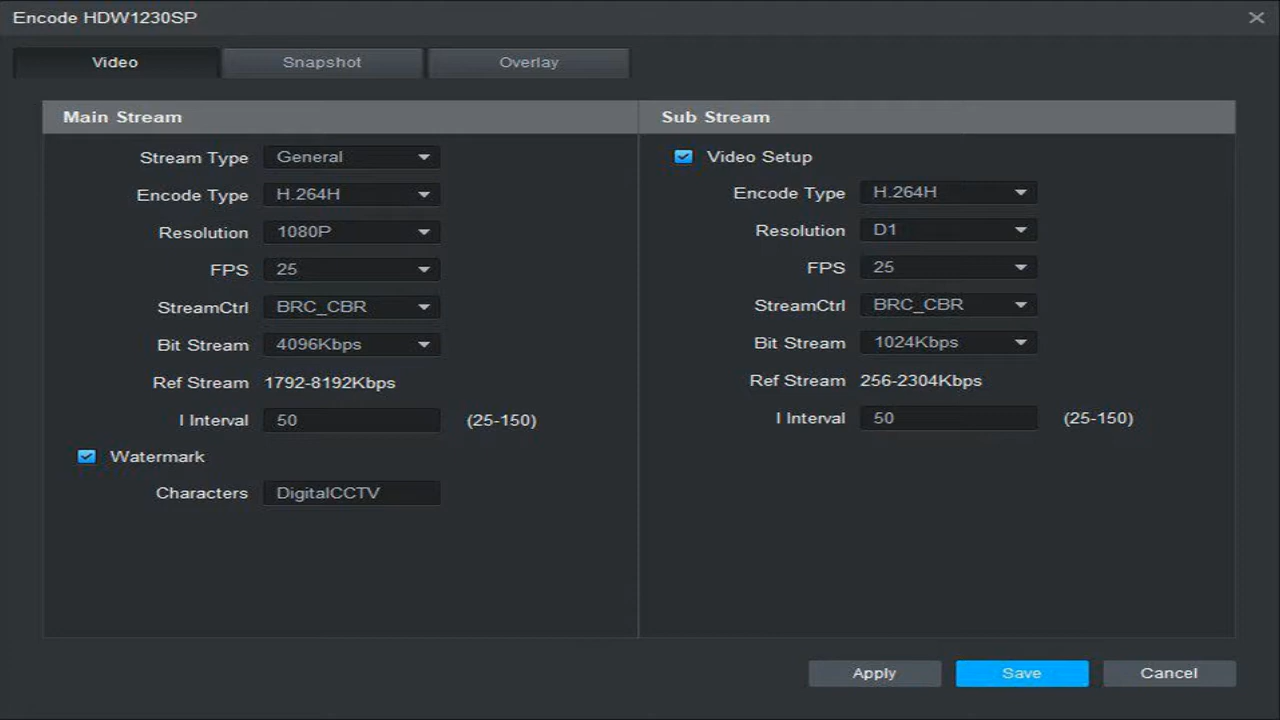 Encode HDW1230SP
Video Snapshot Overlay
Main Stream
Stream Type General
Encode Type H.264H
Resolution 1080P
FPS 25
StreamCtrl BRC_CBR
Bit Stream 4096Kbps
Ref Stream 1792-8192Kbps
I Interval 50 (25-150)
Watermark
Characters DigitalCCTV
Sub Stream
Video Setup
Encode Type H.264H
Resolution D1
FPS 25
StreamCtrl BRC_CBR
Bit Stream 1024Kbps
Ref Stream 256-2304Kbps
I Interval 50 (25-150)
Apply Save Cancel